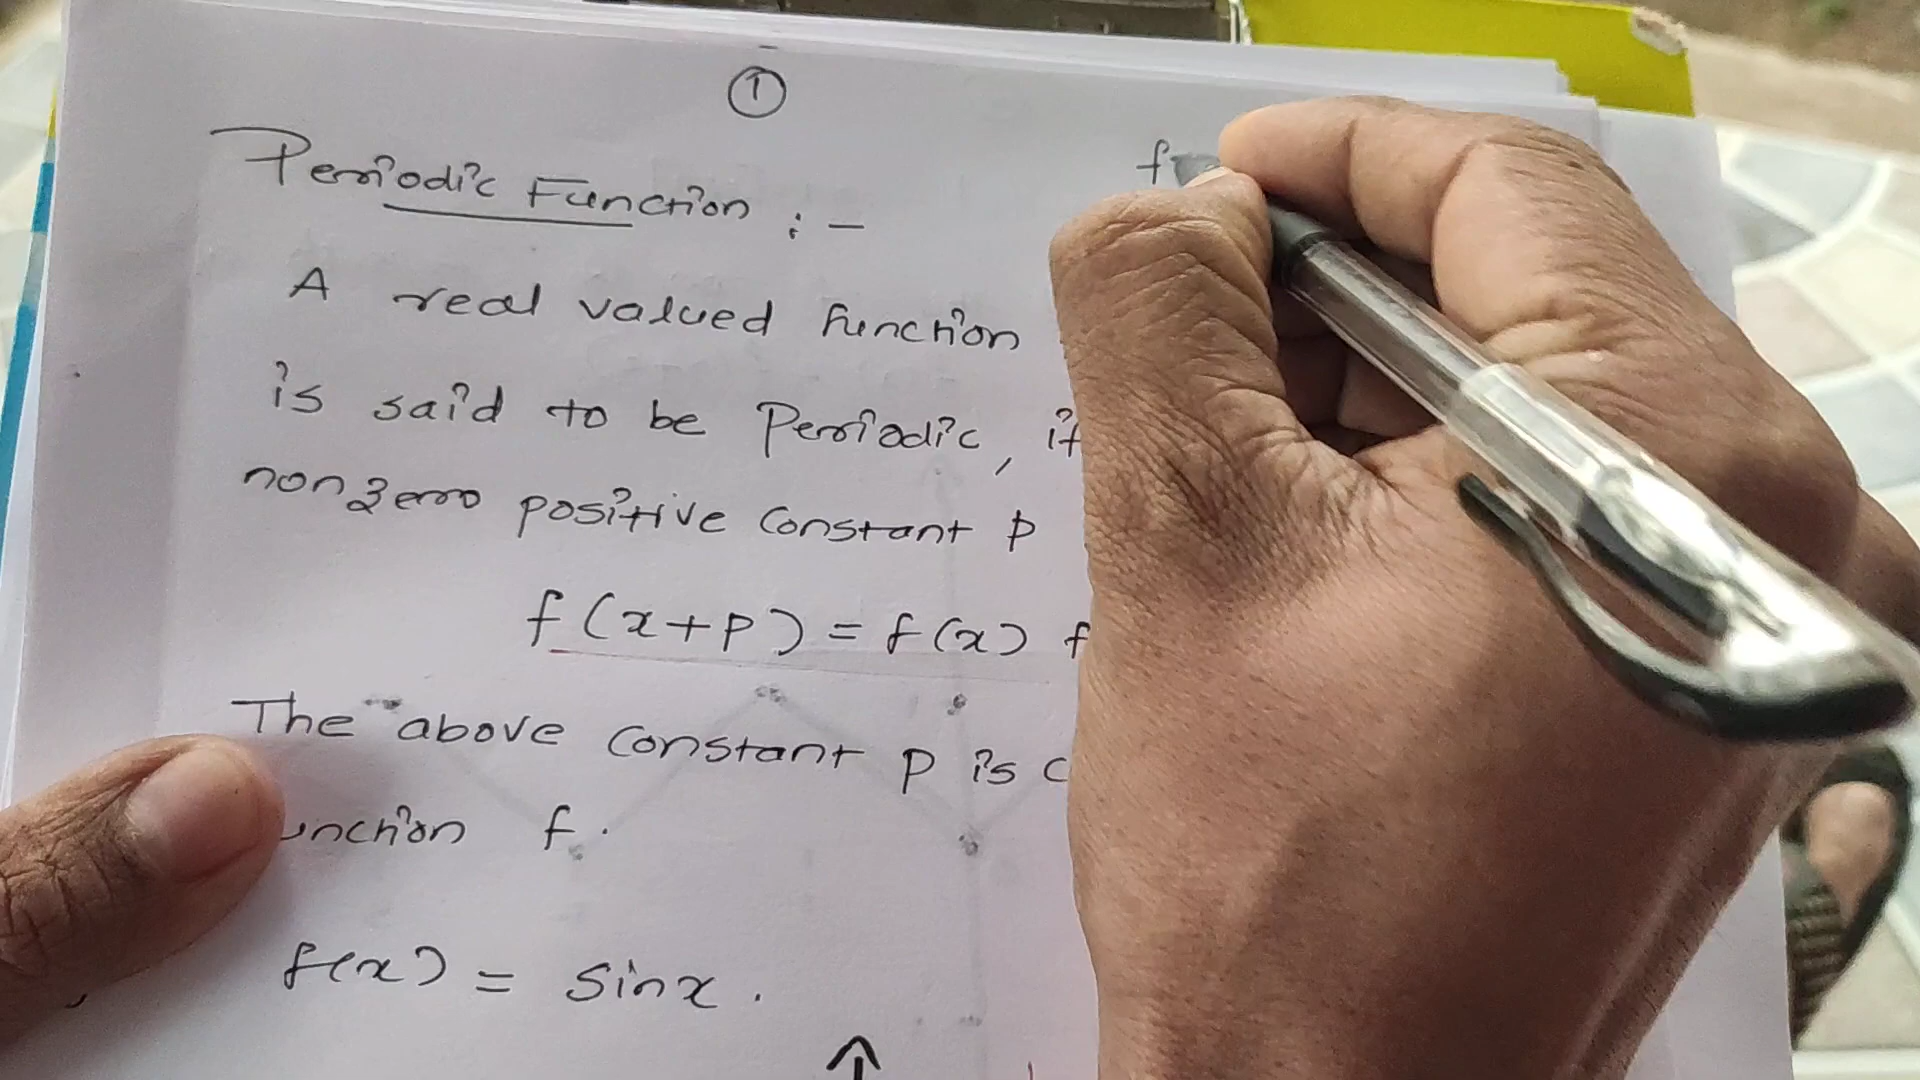 1
Periodic Function : -
f
A real valued function
is said to be Periodic, if
nonzero positive constant p
f(x+p) = f(x) f
The above constant p is c
unction f.
f(x) = sinx.